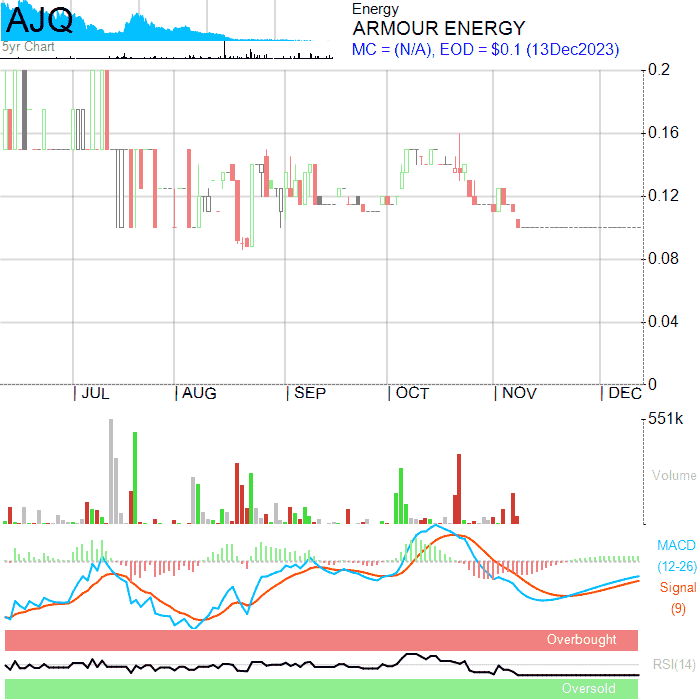 AJQ
5yr Chart
Energy
ARMOUR ENERGY
MC = (N/A), EOD = $0.1 (13Dec2023)
0.2
0.16
0.12
0.08
0.04
0
JUL
AUG
SEP
OCT
NOV
DEC
551k
Volume
MACD
(12-26)
Signal
(9)
Overbought
RSI(14)
Oversold